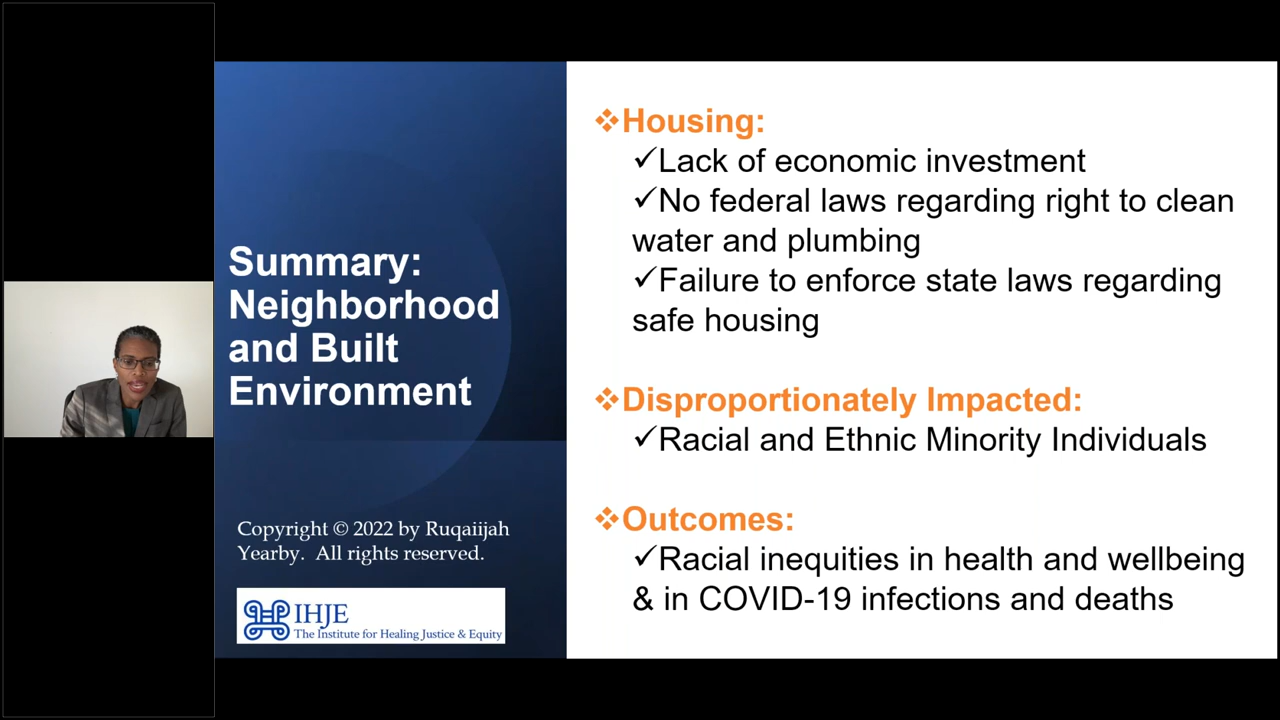 Summary:
Neighborhood
and Built
Environment
Copyright © 2022 by Ruqaiijah
Yearby.  All rights reserved.
IHJE
The Institute for Healing Justice & Equity
❖Housing:
✓Lack of economic investment
✓No federal laws regarding right to clean
water and plumbing
✓Failure to enforce state laws regarding
safe housing
❖Disproportionately Impacted:
✓Racial and Ethnic Minority Individuals
❖Outcomes:
✓Racial inequities in health and wellbeing
& in COVID-19 infections and deaths